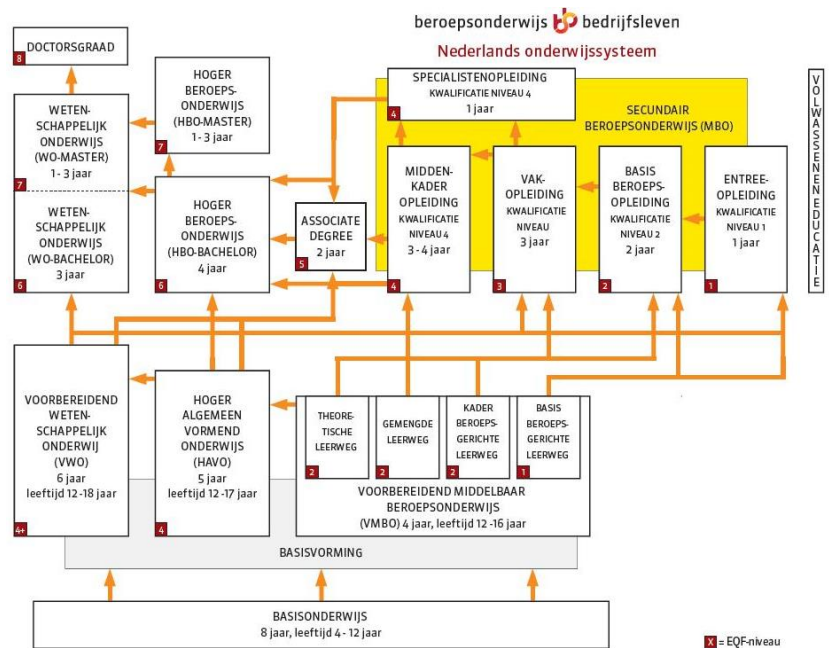 beroepsonderwijs bb bedrijfsleven
Nederlands onderwijssysteem
8
DOCTORSGRAAD
WETEN-
SCHAPPELIJK
ONDERWIJS
(WO-MASTER)
1 - 3 jaar
7
WETEN-
SCHAPPELIJK
ONDERWIJS
(WO-BACHELOR)
3 jaar
6
HOGER
BEROEPS-
ONDERWIJS
(HBO-MASTER)
1 - 3 jaar
7
HOGER
BEROEPS-
ONDERWIJS
(HBO-BACHELOR)
4 jaar
6
ASSOCIATE
DEGREE
2 jaar
5
SPECIALISTENOPLEIDING
KWALIFICATIE NIVEAU 4
1 jaar
4
SECUNDAIR
BEROEPSONDERWIJS (MBO)
MIDDEN-
KADER
OPLEIDING
KWALIFICATIE
NIVEAU 4
3 - 4 jaar
4
VAK-
OPLEIDING
KWALIFICATIE
NIVEAU
3 jaar
3
BASIS
BEROEPS-
OPLEIDING
KWALIFICATIE
NIVEAU 2
2 jaar
2
ENTREE-
OPLEIDING
KWALIFICATIE
NIVEAU 1
1 jaar
1
VOLWASSENENEDUCATIE
VOORBEREIDEND
WETEN-
SCHAPPELIJK
ONDERWIJ
(VWO)
6 jaar
leeftijd 12 -18 jaar
4+
HOGER
ALGEMEEN
VORMEND
ONDERWIJS
(HAVO)
5 jaar
leeftijd 12 -17 jaar
4
THEORE-
TISCHE
LEERWEG
2
GEMENGDE
LEERWEG
2
KADER
BEROEPS-
GERICHTE
LEERWEG
2
BASIS
BEROEPS-
GERICHTE
LEERWEG
1
VOORBEREIDEND MIDDELBAAR
BEROEPSONDERWIJS
(VMBO) 4 jaar, leeftijd 12 -16 jaar
BASISVORMING
BASISONDERWIJS
8 jaar, leeftijd 4 - 12 jaar
X = EQF-niveau